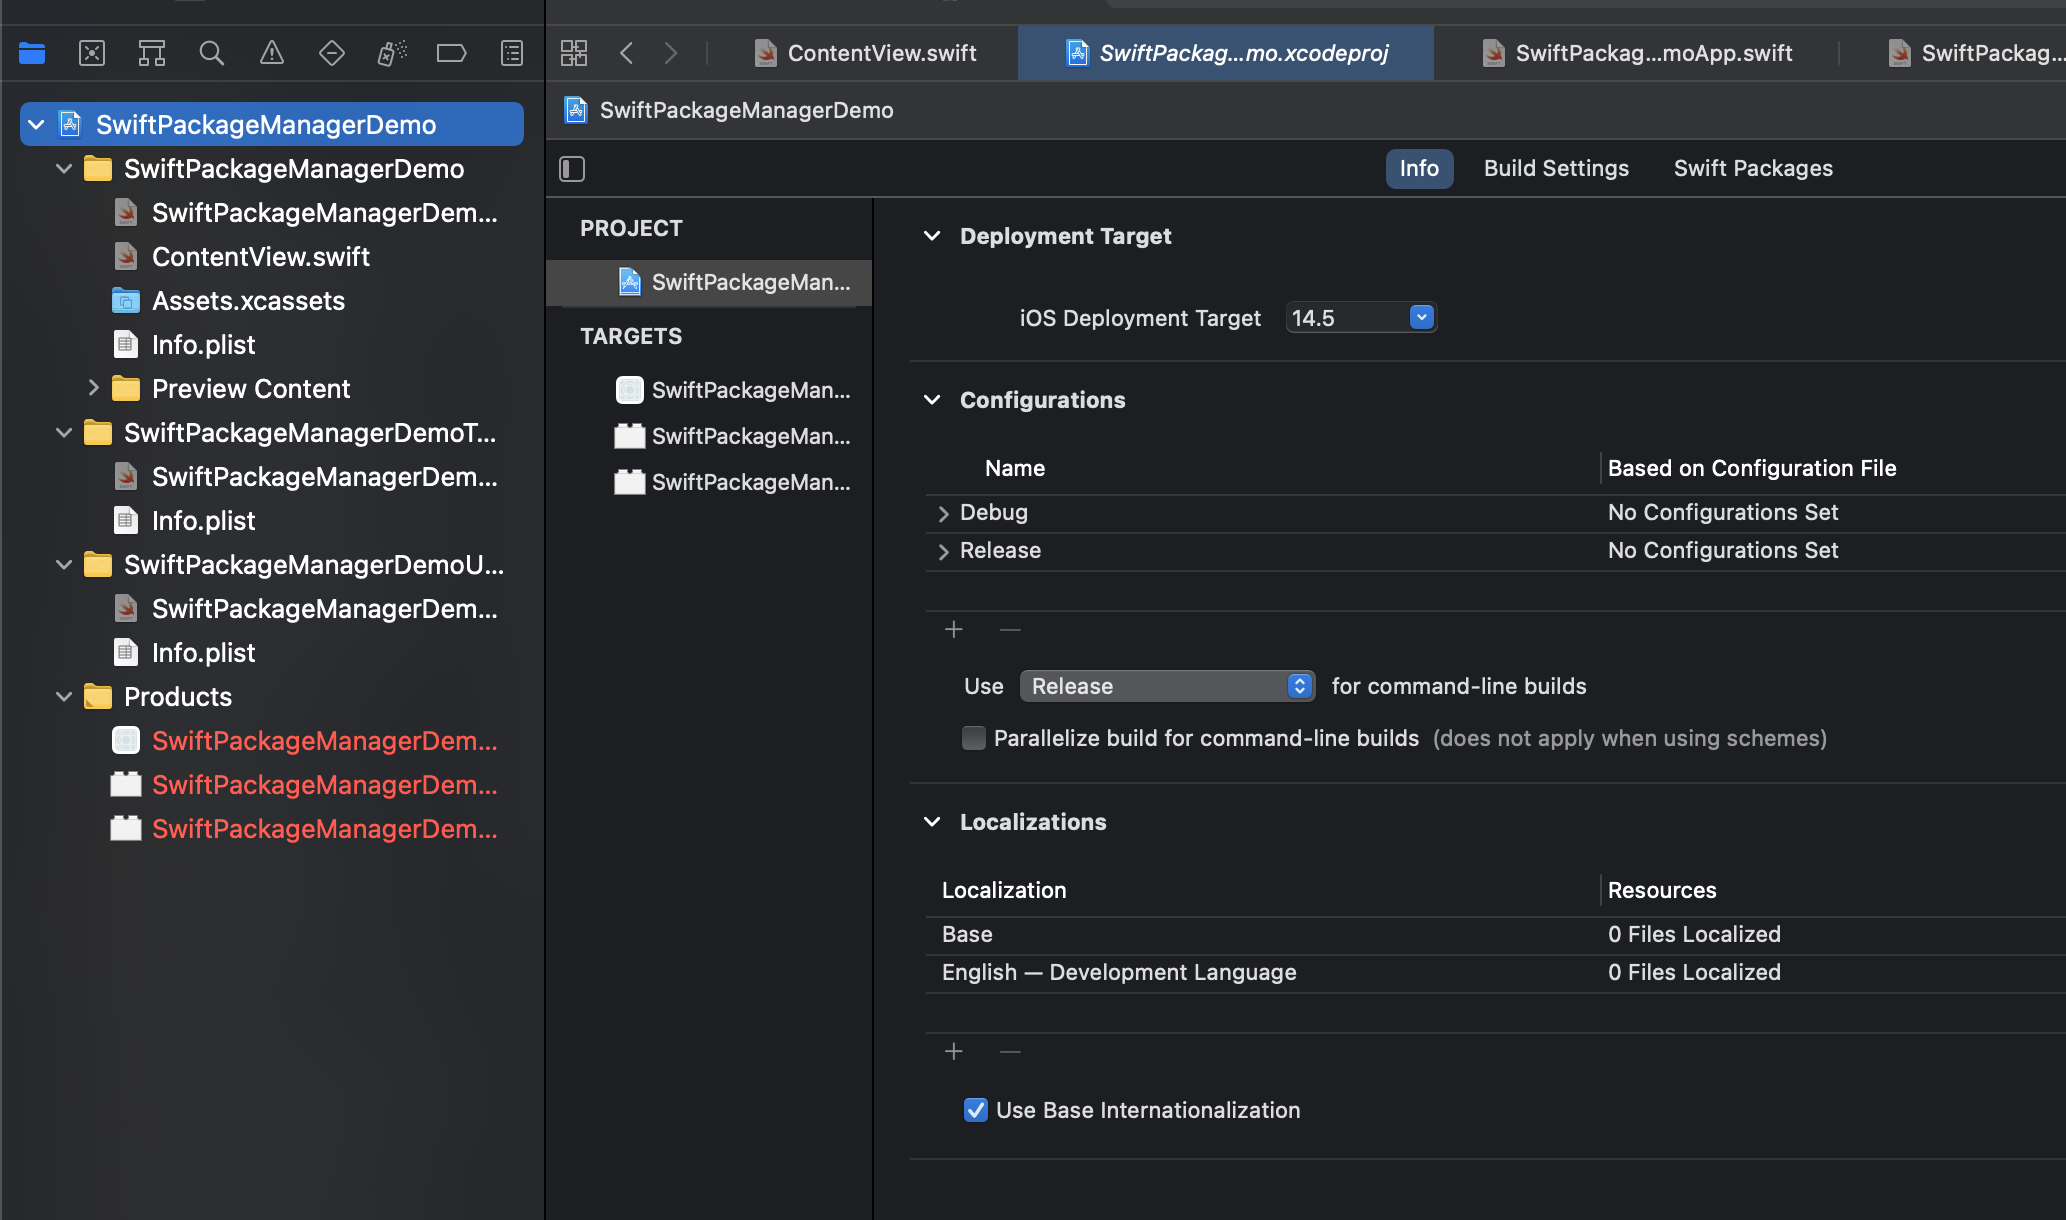 ContentView.swift
SwiftPackag...mo.xcodeproj
SwiftPackag...moApp.swift
SwiftPackag...
SwiftPackageManagerDemo
Info
Build Settings
Swift Packages
SwiftPackageManagerDemo
SwiftPackageManagerDemo
SwiftPackageManagerDem...
ContentView.swift
Assets.xcassets
Info.plist
Preview Content
SwiftPackageManagerDemoT...
SwiftPackageManagerDem...
Info.plist
SwiftPackageManagerDemoU...
SwiftPackageManagerDem...
Info.plist
Products
SwiftPackageManagerDem...
SwiftPackageManagerDem...
SwiftPackageManagerDem...
PROJECT
SwiftPackageMan...
TARGETS
SwiftPackageMan...
SwiftPackageMan...
SwiftPackageMan...
Deployment Target
iOS Deployment Target 14.5
Configurations
Name Based on Configuration File
Debug No Configurations Set
Release No Configurations Set
Use Release for command-line builds
Parallelize build for command-line builds (does not apply when using schemes)
Localizations
Localization Resources
Base 0 Files Localized
English — Development Language 0 Files Localized
Use Base Internationalization